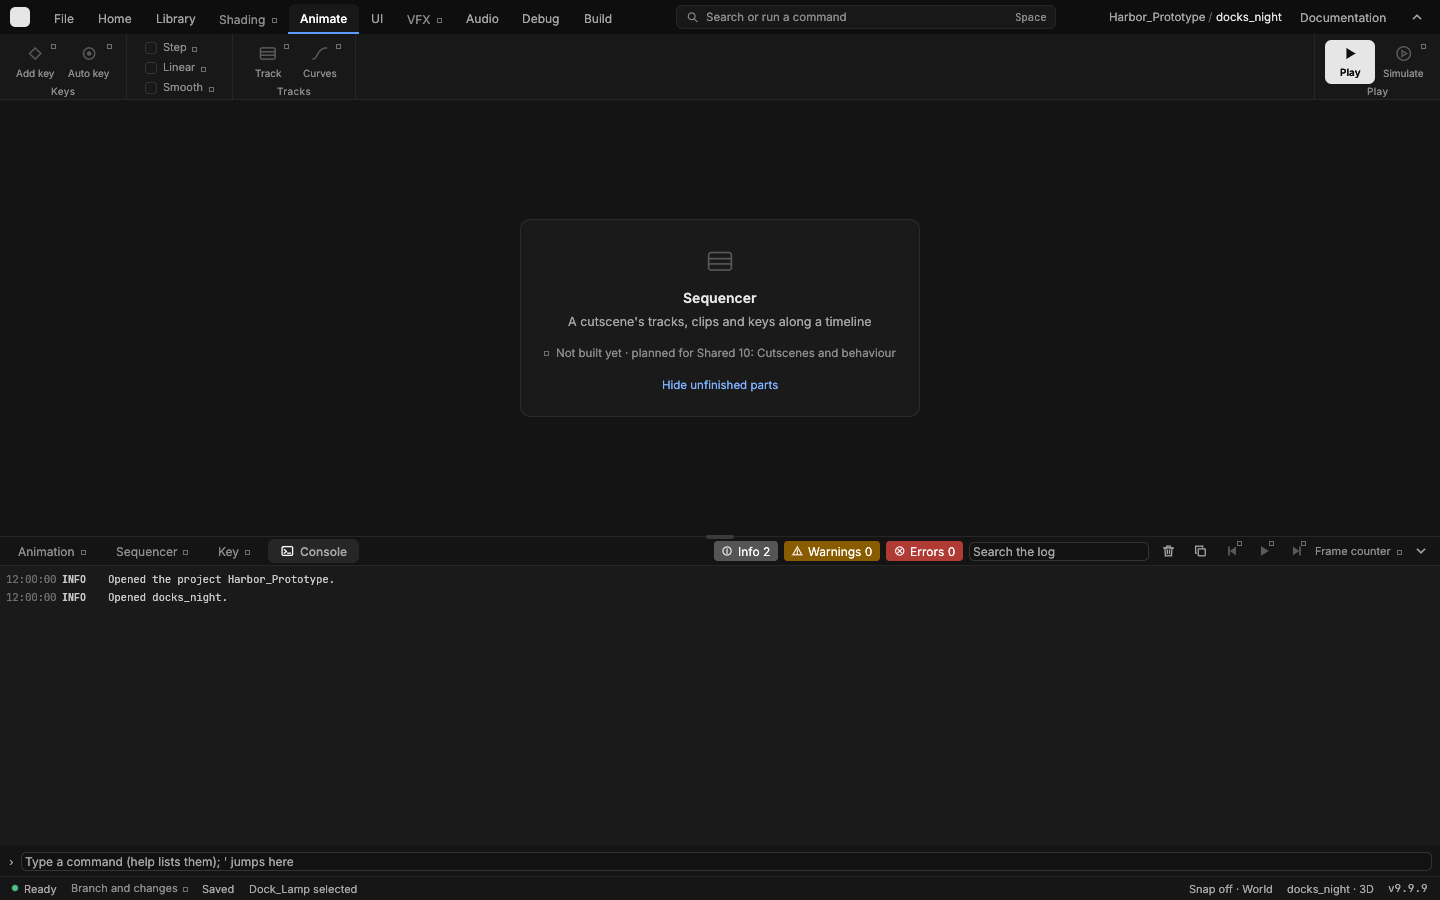 File Home Library Shading Animate UI VFX Audio Debug Build Search or run a command Space Harbor_Prototype / docks_night Documentation
Add key Auto key
Keys
Step
Linear
Smooth
Track Curves
Tracks
Play Simulate
Play
Sequencer
A cutscene's tracks, clips and keys along a timeline
Not built yet · planned for Shared 10: Cutscenes and behaviour
Hide unfinished parts
Animation Sequencer Key Console Info 2 Warnings 0 Errors 0 Search the log Frame counter
12:00:00 INFO Opened the project Harbor_Prototype.
12:00:00 INFO Opened docks_night.
› Type a command (help lists them); ' jumps here
Ready Branch and changes Saved Dock_Lamp selected Snap off · World docks_night · 3D v9.9.9